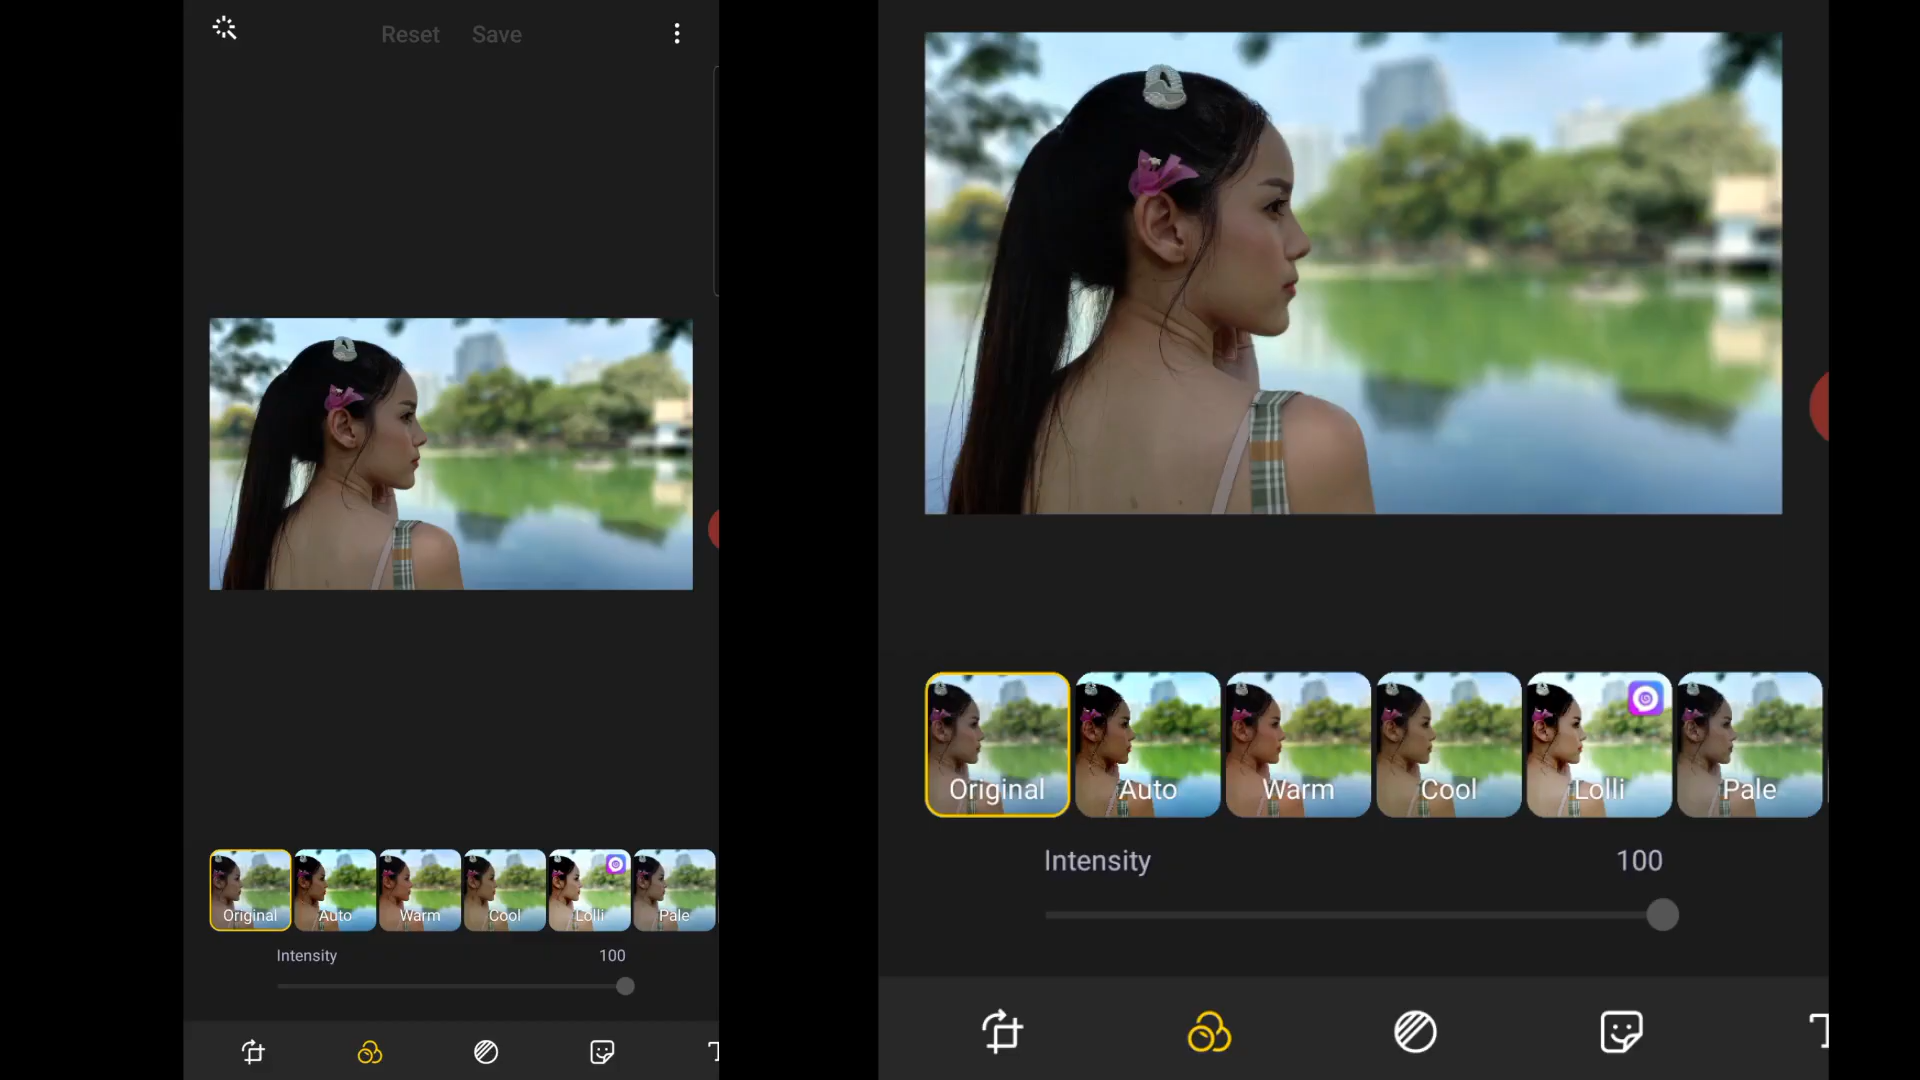 Reset Save
Original Auto Warm Cool Lolli Pale
Intensity 100
Original Auto Warm Cool Lolli Pale
Intensity 100